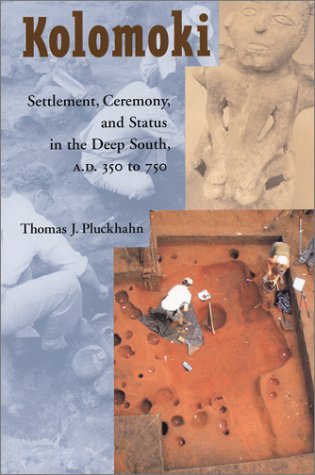 Kolomoki
Settlement, Ceremony,
and Status
in the Deep South,
A.D. 350 to 750
Thomas J. Pluckhahn